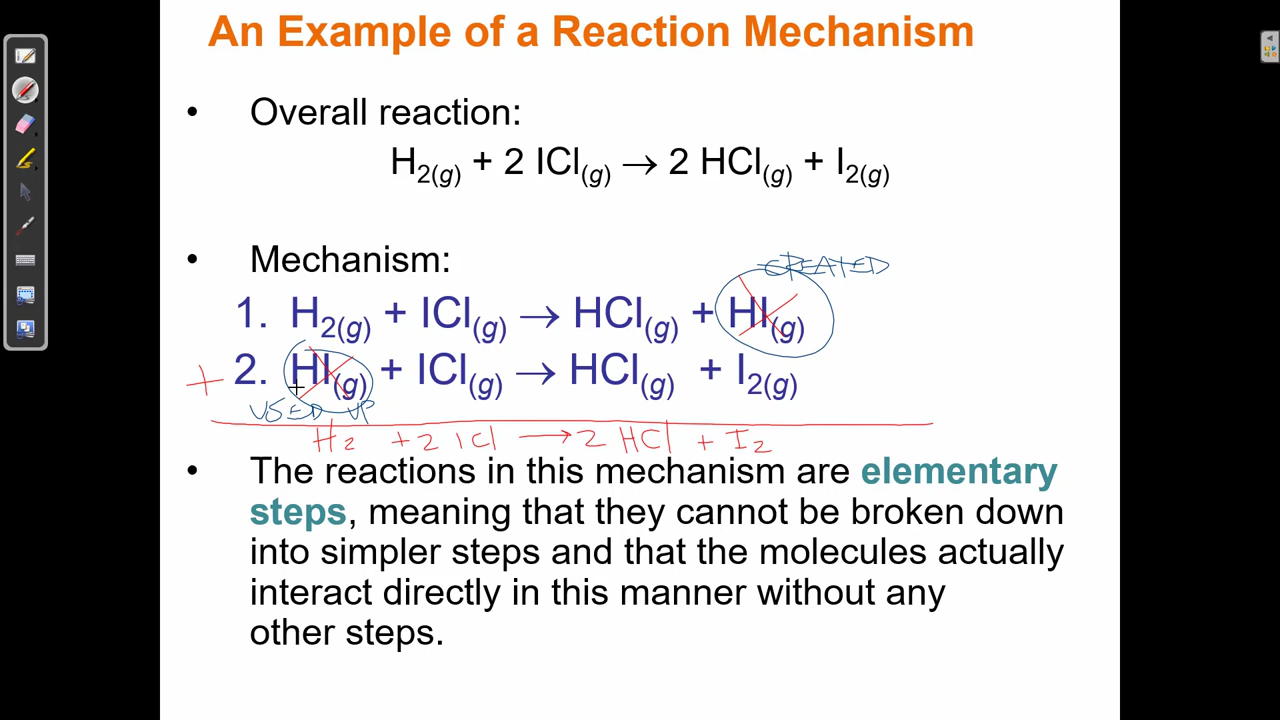 An Example of a Reaction Mechanism
• Overall reaction:
H₂(g) + 2 ICl(g) → 2 HCl(g) + I₂(g)
• Mechanism:
CREATED
1. H₂(g) + ICl(g) → HCl(g) + HI(g)
+ 2. HI(g) + ICl(g) → HCl(g) + I₂(g)
USED UP
H₂ + 2 ICl → 2 HCl + I₂
• The reactions in this mechanism are elementary
steps, meaning that they cannot be broken down
into simpler steps and that the molecules actually
interact directly in this manner without any
other steps.